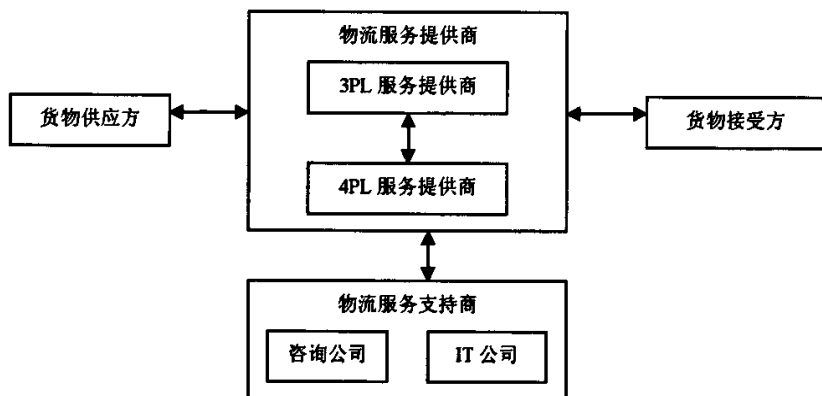 物流服务提供商
3PL 服务提供商
货物供应方
货物接受方
4PL 服务提供商
物流服务支持商
咨询公司
IT 公司